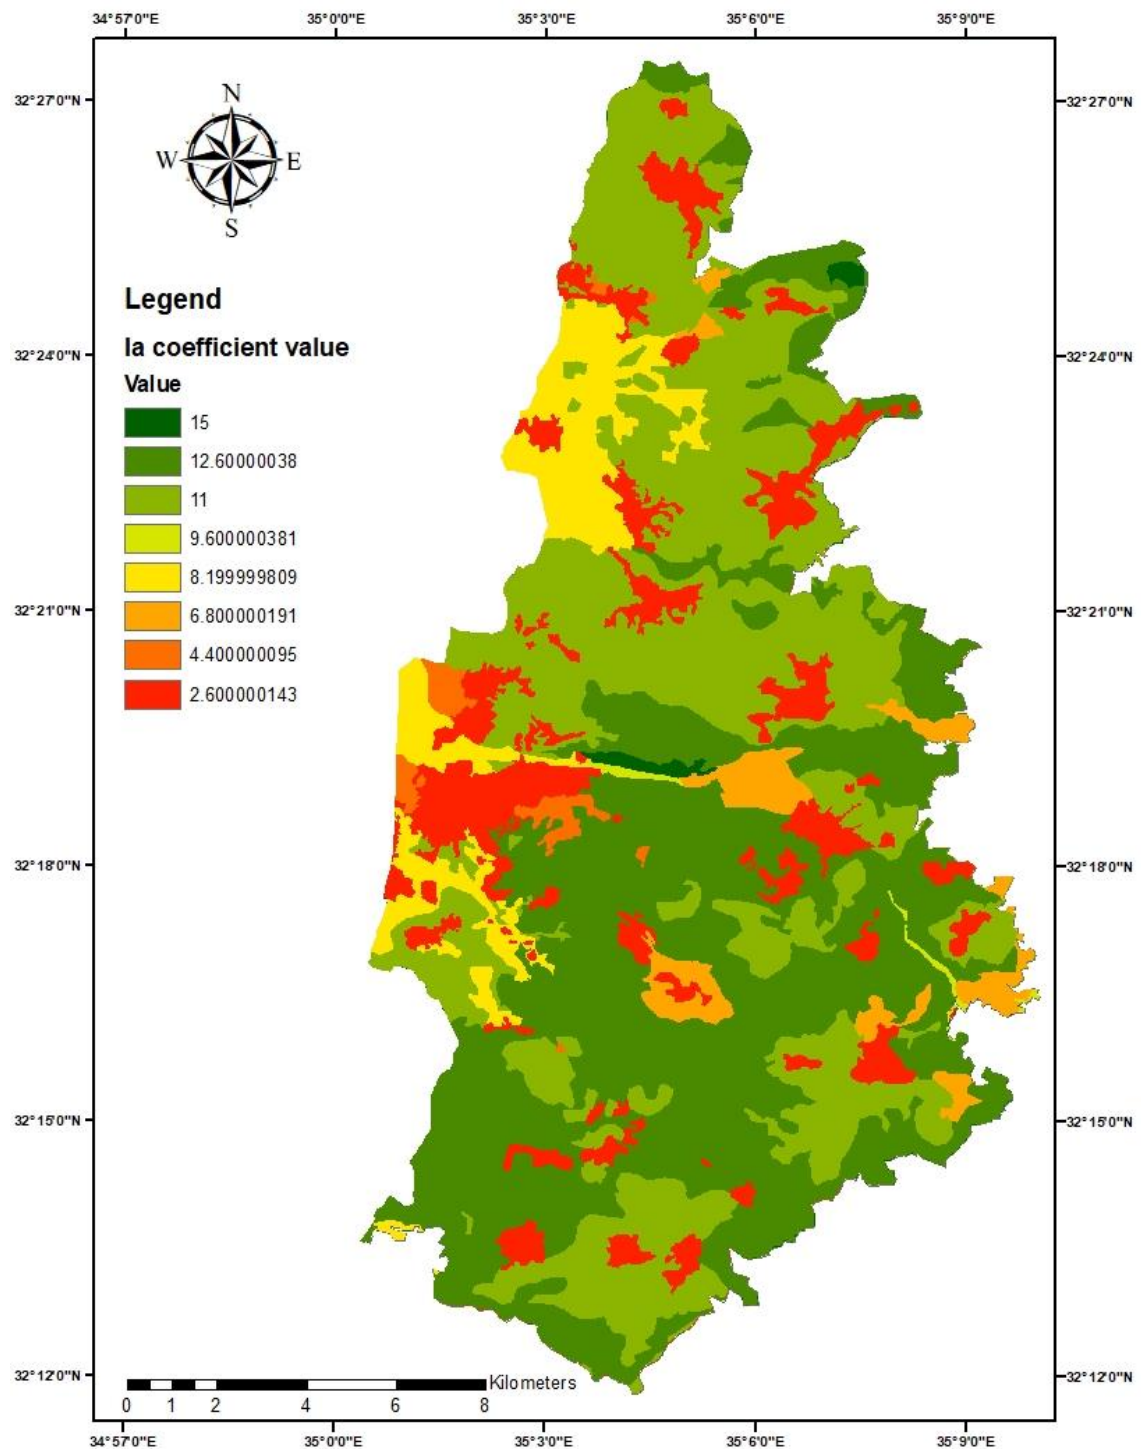 34°57'0"E 35°0'0"E 35°3'0"E 35°6'0"E 35°9'0"E
32°27'0"N 32°27'0"N
N
W E
S
Legend
Ia coefficient value
32°24'0"N 32°24'0"N
Value
15
12.60000038
11
9.600000381
8.199999809
6.800000191
32°21'0"N 32°21'0"N
4.400000095
2.600000143
32°18'0"N 32°18'0"N
32°15'0"N 32°15'0"N
32°12'0"N 32°12'0"N
Kilometers
0 1 2 4 6 8
34°57'0"E 35°0'0"E 35°3'0"E 35°6'0"E 35°9'0"E